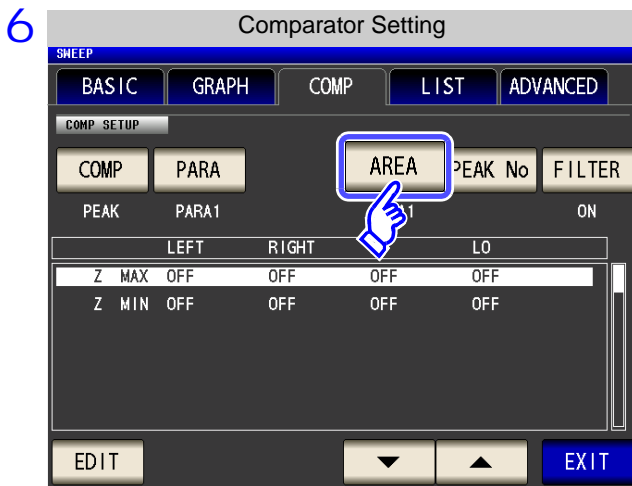 6
Comparator Setting
SWEEP
BASIC GRAPH COMP LIST ADVANCED
COMP SETUP
COMP PARA AREA PEAK No FILTER
PEAK PARA1 ON
LEFT RIGHT LO
Z MAX OFF OFF OFF OFF
Z MIN OFF OFF OFF OFF
EDIT ▼ ▲ EXIT